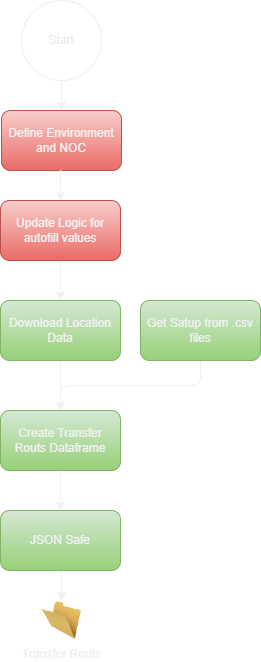 Start
Define Environment
and NOC
Update Logic for
autofill values
Download Location
Data
Get Satup from .csv
files
Create Transfer
Routs Dataframe
JSON Safe
Transfer Routs